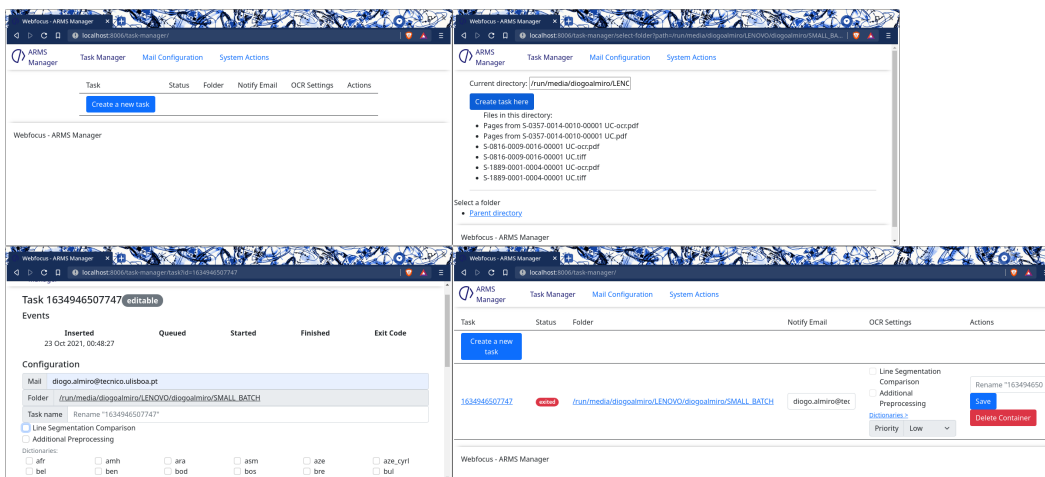 Webfocus - ARMS Manager
localhost:8006/task-manager/
ARMS Manager
Task Manager Mail Configuration System Actions
Task Status Folder Notify Email OCR Settings Actions
Create a new task
Webfocus - ARMS Manager
Webfocus - ARMS Manager
localhost:8006/task-manager/select-folder?path=/run/media/diogoalmiro/LENOVO/diogoalmiro/SMALL_BA...
ARMS Manager
Task Manager Mail Configuration System Actions
Current directory: /run/media/diogoalmiro/LENC
Create task here
Files in this directory:
• Pages from S-0357-0014-0010-00001 UC-ocr.pdf
• Pages from S-0357-0014-0010-00001 UC.pdf
• S-0816-0009-0016-00001 UC-ocr.pdf
• S-0816-0009-0016-00001 UC.tiff
• S-1889-0001-0004-00001 UC-ocr.pdf
• S-1889-0001-0004-00001 UC.tiff
Select a folder
• Parent directory
Webfocus - ARMS Manager
Webfocus - ARMS Manager
localhost:8006/task-manager/task?id=1634946507747
Task 1634946507747 editable
Events
Inserted Queued Started Finished Exit Code
23 Oct 2021, 00:48:27
Configuration
Mail diogo.almiro@tecnico.ulisboa.pt
Folder /run/media/diogoalmiro/LENOVO/diogoalmiro/SMALL_BATCH
Task name Rename "1634946507747"
Line Segmentation Comparison
Additional Preprocessing
Dictionaries:
afr amh ara asm aze aze_cyrl
bel ben bod bos bre bul
Webfocus - ARMS Manager
localhost:8006/task-manager/
ARMS Manager
Task Manager Mail Configuration System Actions
Task Status Folder Notify Email OCR Settings Actions
Create a new
task
1634946507747 exited /run/media/diogoalmiro/LENOVO/diogoalmiro/SMALL_BATCH diogo.almiro@tec
Line Segmentation
Comparison
Additional
Preprocessing
Dictionaries >
Priority Low
Rename "163494650
Save
Delete Container
Webfocus - ARMS Manager